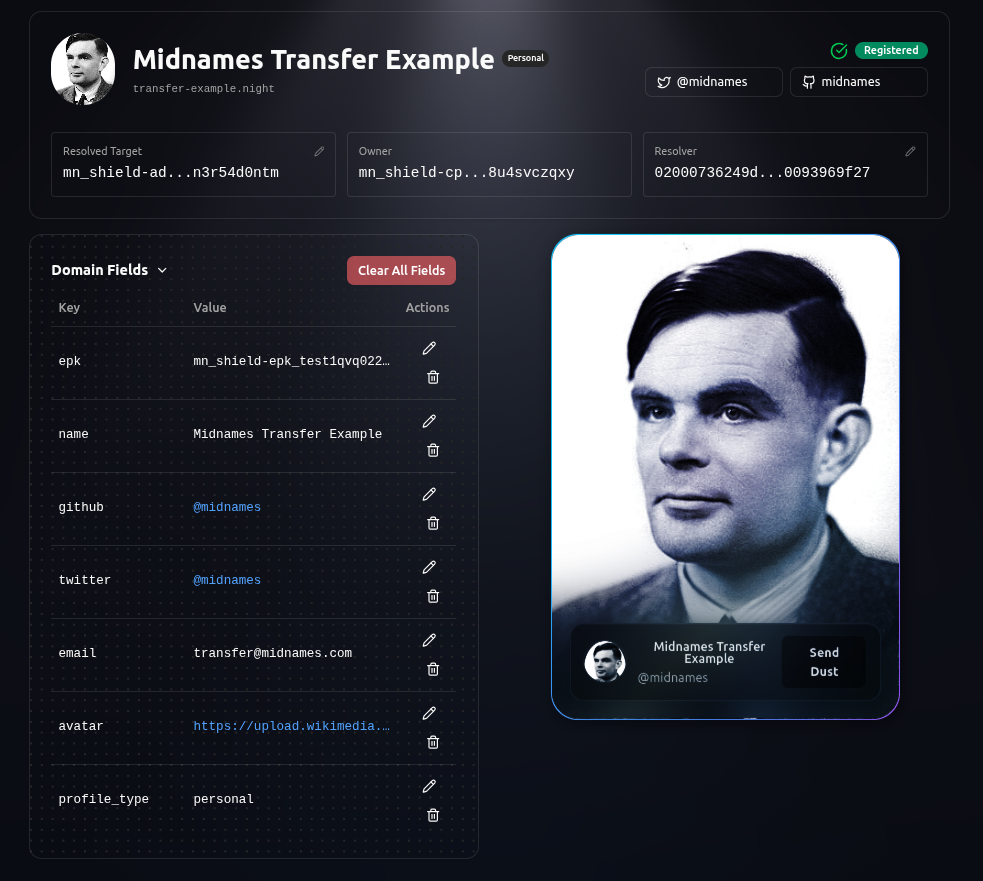 Midnames Transfer Example
Personal
transfer-example.night
Registered
@midnames
midnames
Resolved Target
mn_shield-ad...n3r54d0ntm
Owner
mn_shield-cp...8u4svczqxy
Resolver
02000736249d...0093969f27
Domain Fields
Clear All Fields
Key Value Actions
epk mn_shield-epk_test1qvq022…
name Midnames Transfer Example
github @midnames
twitter @midnames
email transfer@midnames.com
avatar https://upload.wikimedia.…
profile_type personal
Midnames Transfer
Example
@midnames
Send
Dust